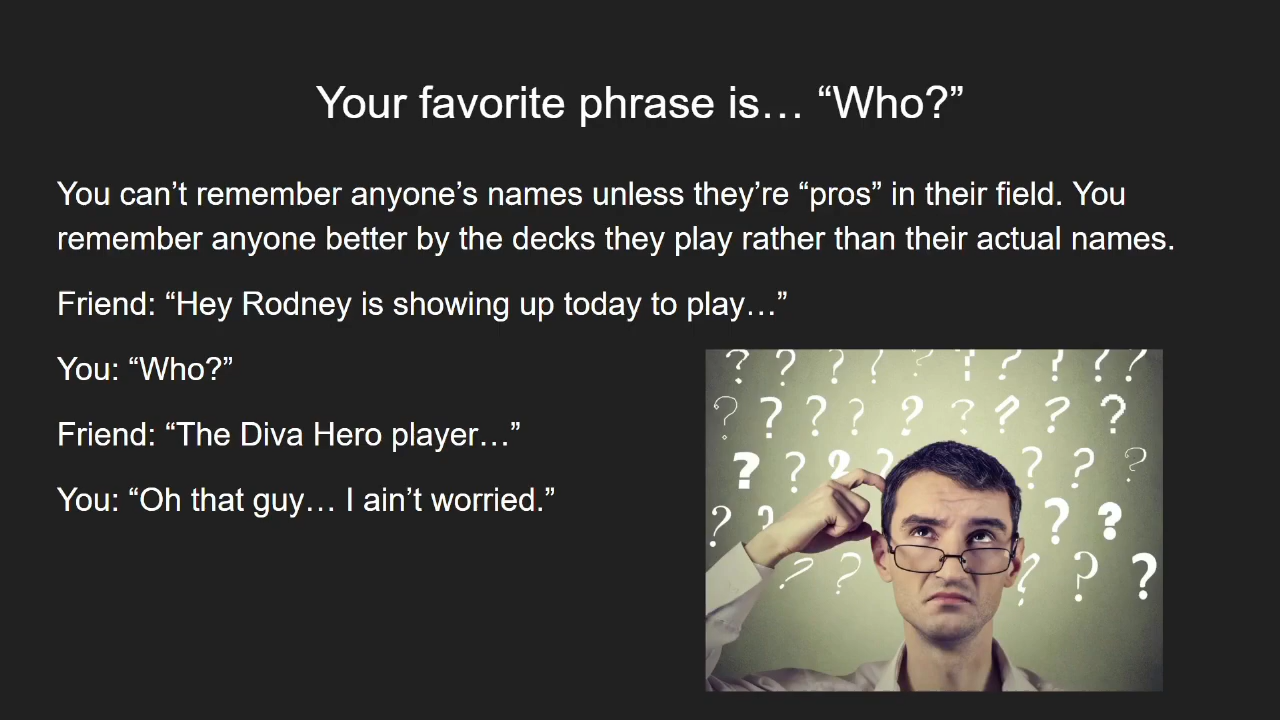 Your favorite phrase is… “Who?”
You can’t remember anyone’s names unless they’re “pros” in their field. You
remember anyone better by the decks they play rather than their actual names.
Friend: “Hey Rodney is showing up today to play…”
You: “Who?”
Friend: “The Diva Hero player…”
You: “Oh that guy… I ain’t worried.”